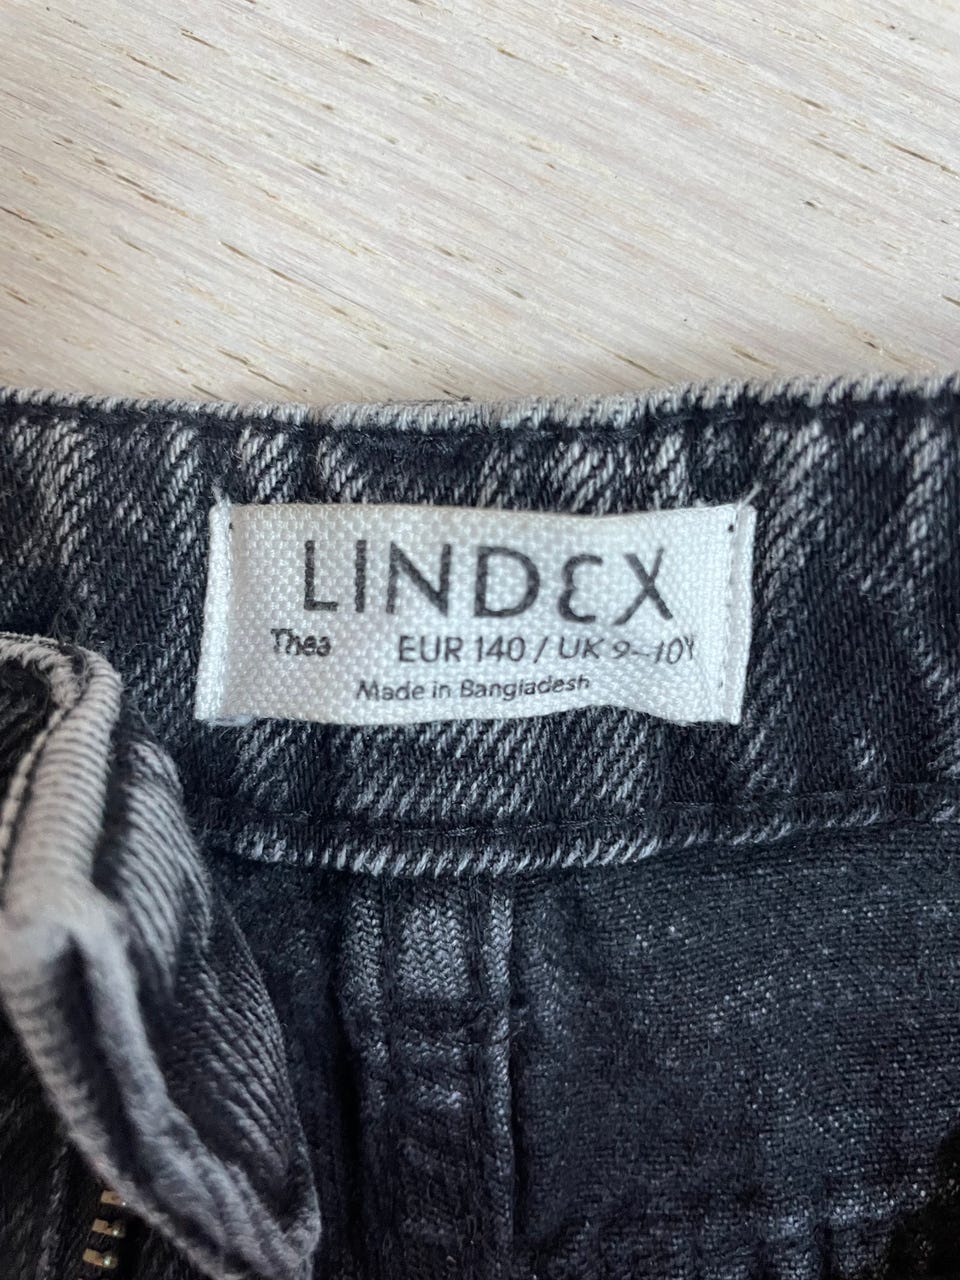 LINDEX
Thea EUR 140 / UK 9-10Y
Made in Bangladesh